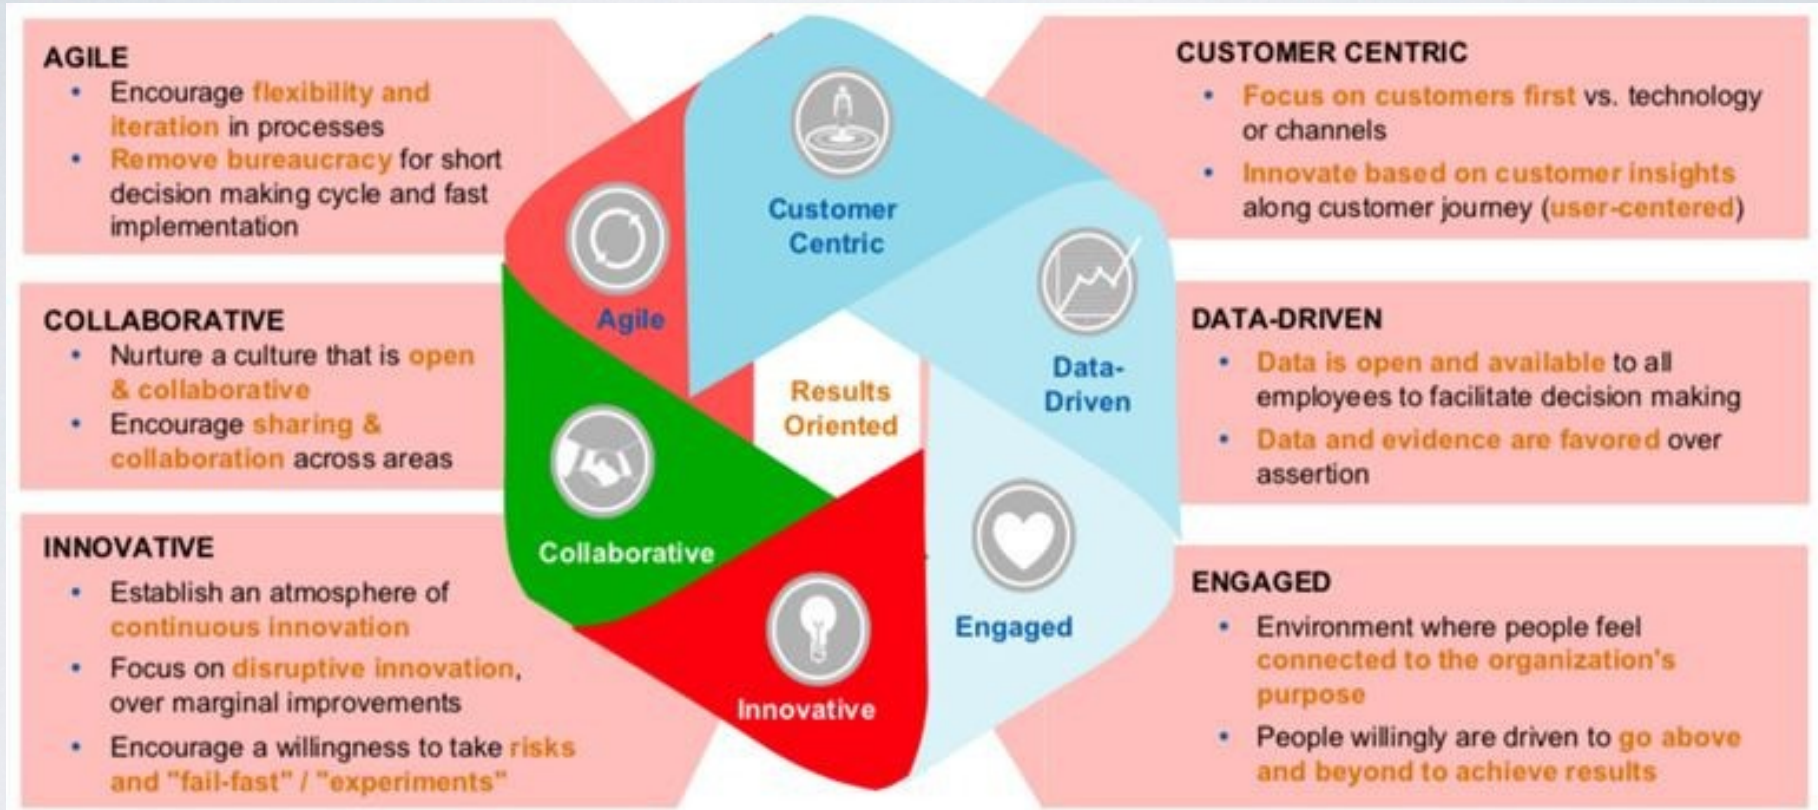 AGILE
• Encourage flexibility and
iteration in processes
• Remove bureaucracy for short
decision making cycle and fast
implementation
COLLABORATIVE
• Nurture a culture that is open
& collaborative
• Encourage sharing &
collaboration across areas
INNOVATIVE
• Establish an atmosphere of
continuous innovation
• Focus on disruptive innovation,
over marginal improvements
• Encourage a willingness to take risks
and "fail-fast" / "experiments"
Customer
Centric
Agile
Data-
Driven
Results
Oriented
Collaborative
Engaged
Innovative
CUSTOMER CENTRIC
• Focus on customers first vs. technology
or channels
• Innovate based on customer insights
along customer journey (user-centered)
DATA-DRIVEN
• Data is open and available to all
employees to facilitate decision making
• Data and evidence are favored over
assertion
ENGAGED
• Environment where people feel
connected to the organization's
purpose
• People willingly are driven to go above
and beyond to achieve results